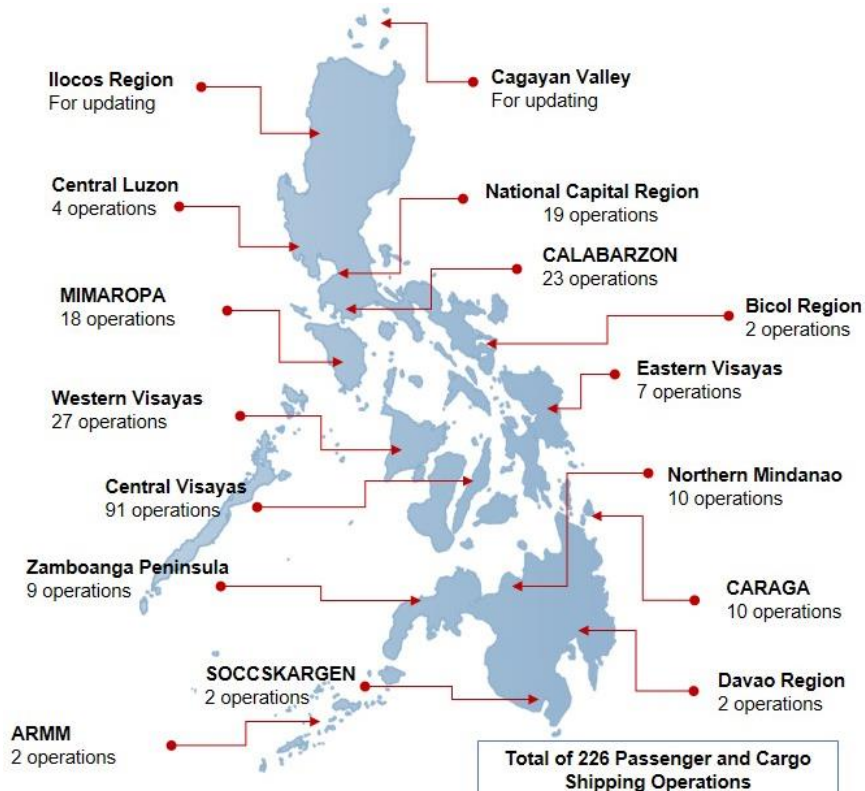 Ilocos Region
For updating
Cagayan Valley
For updating
Central Luzon
4 operations
National Capital Region
19 operations
CALABARZON
23 operations
MIMAROPA
18 operations
Bicol Region
2 operations
Eastern Visayas
7 operations
Western Visayas
27 operations
Northern Mindanao
10 operations
Central Visayas
91 operations
Zamboanga Peninsula
9 operations
CARAGA
10 operations
SOCCSKARGEN
2 operations
Davao Region
2 operations
ARMM
2 operations
Total of 226 Passenger and Cargo
Shipping Operations